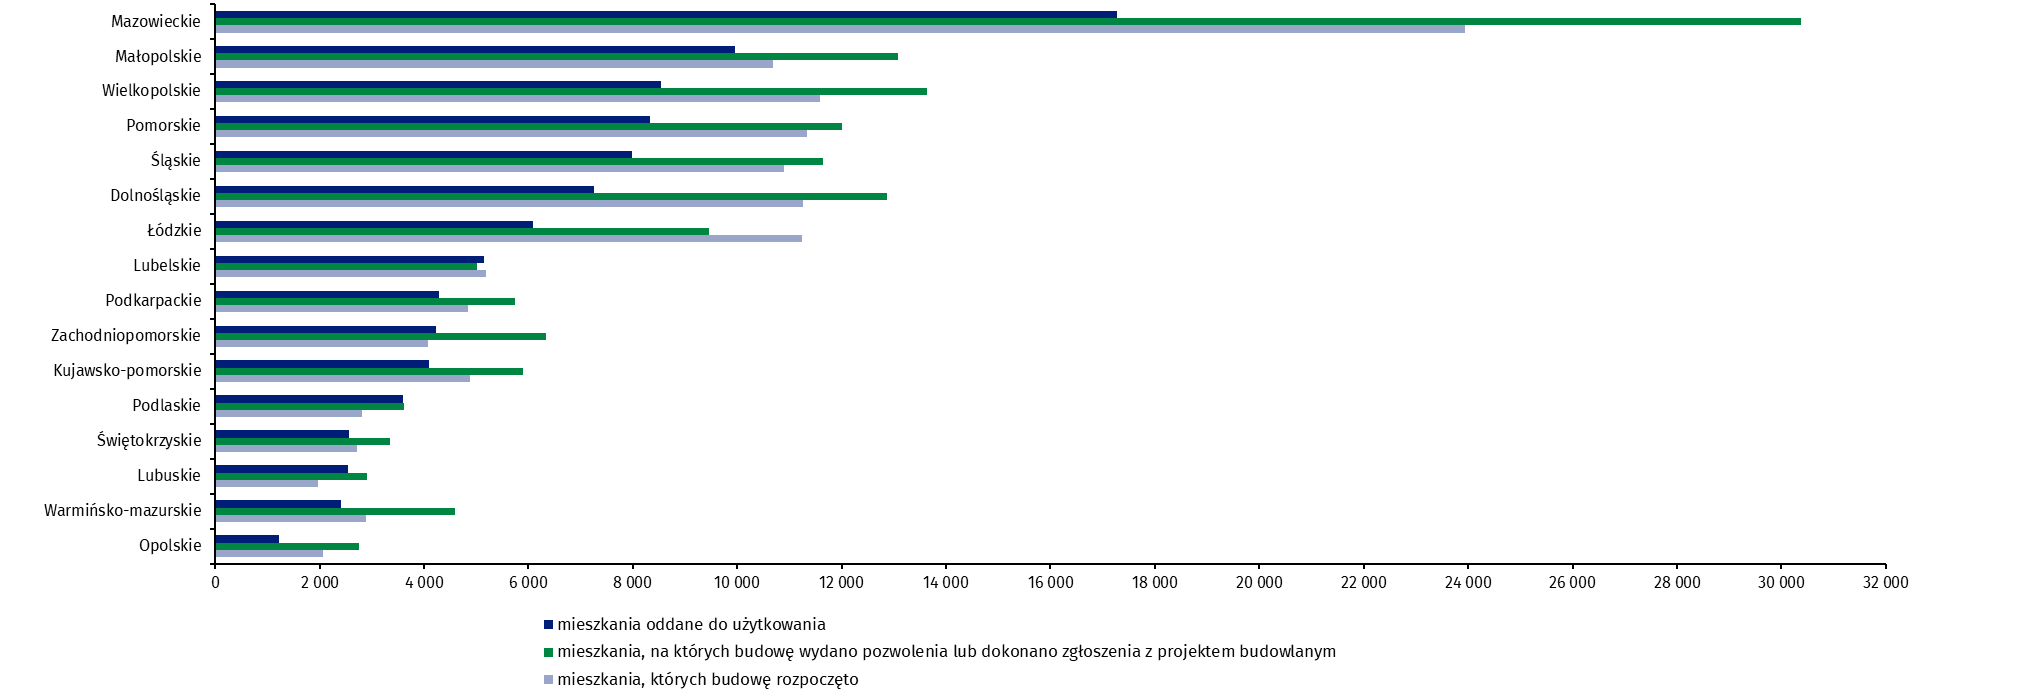 Mazowieckie
Małopolskie
Wielkopolskie
Pomorskie
Śląskie
Dolnośląskie
Łódzkie
Lubelskie
Podkarpackie
Zachodniopomorskie
Kujawsko-pomorskie
Podlaskie
Świętokrzyskie
Lubuskie
Warmińsko-mazurskie
Opolskie
0 2 000 4 000 6 000 8 000 10 000 12 000 14 000 16 000 18 000 20 000 22 000 24 000 26 000 28 000 30 000 32 000
mieszkania oddane do użytkowania
mieszkania, na których budowę wydano pozwolenia lub dokonano zgłoszenia z projektem budowlanym
mieszkania, których budowę rozpoczęto